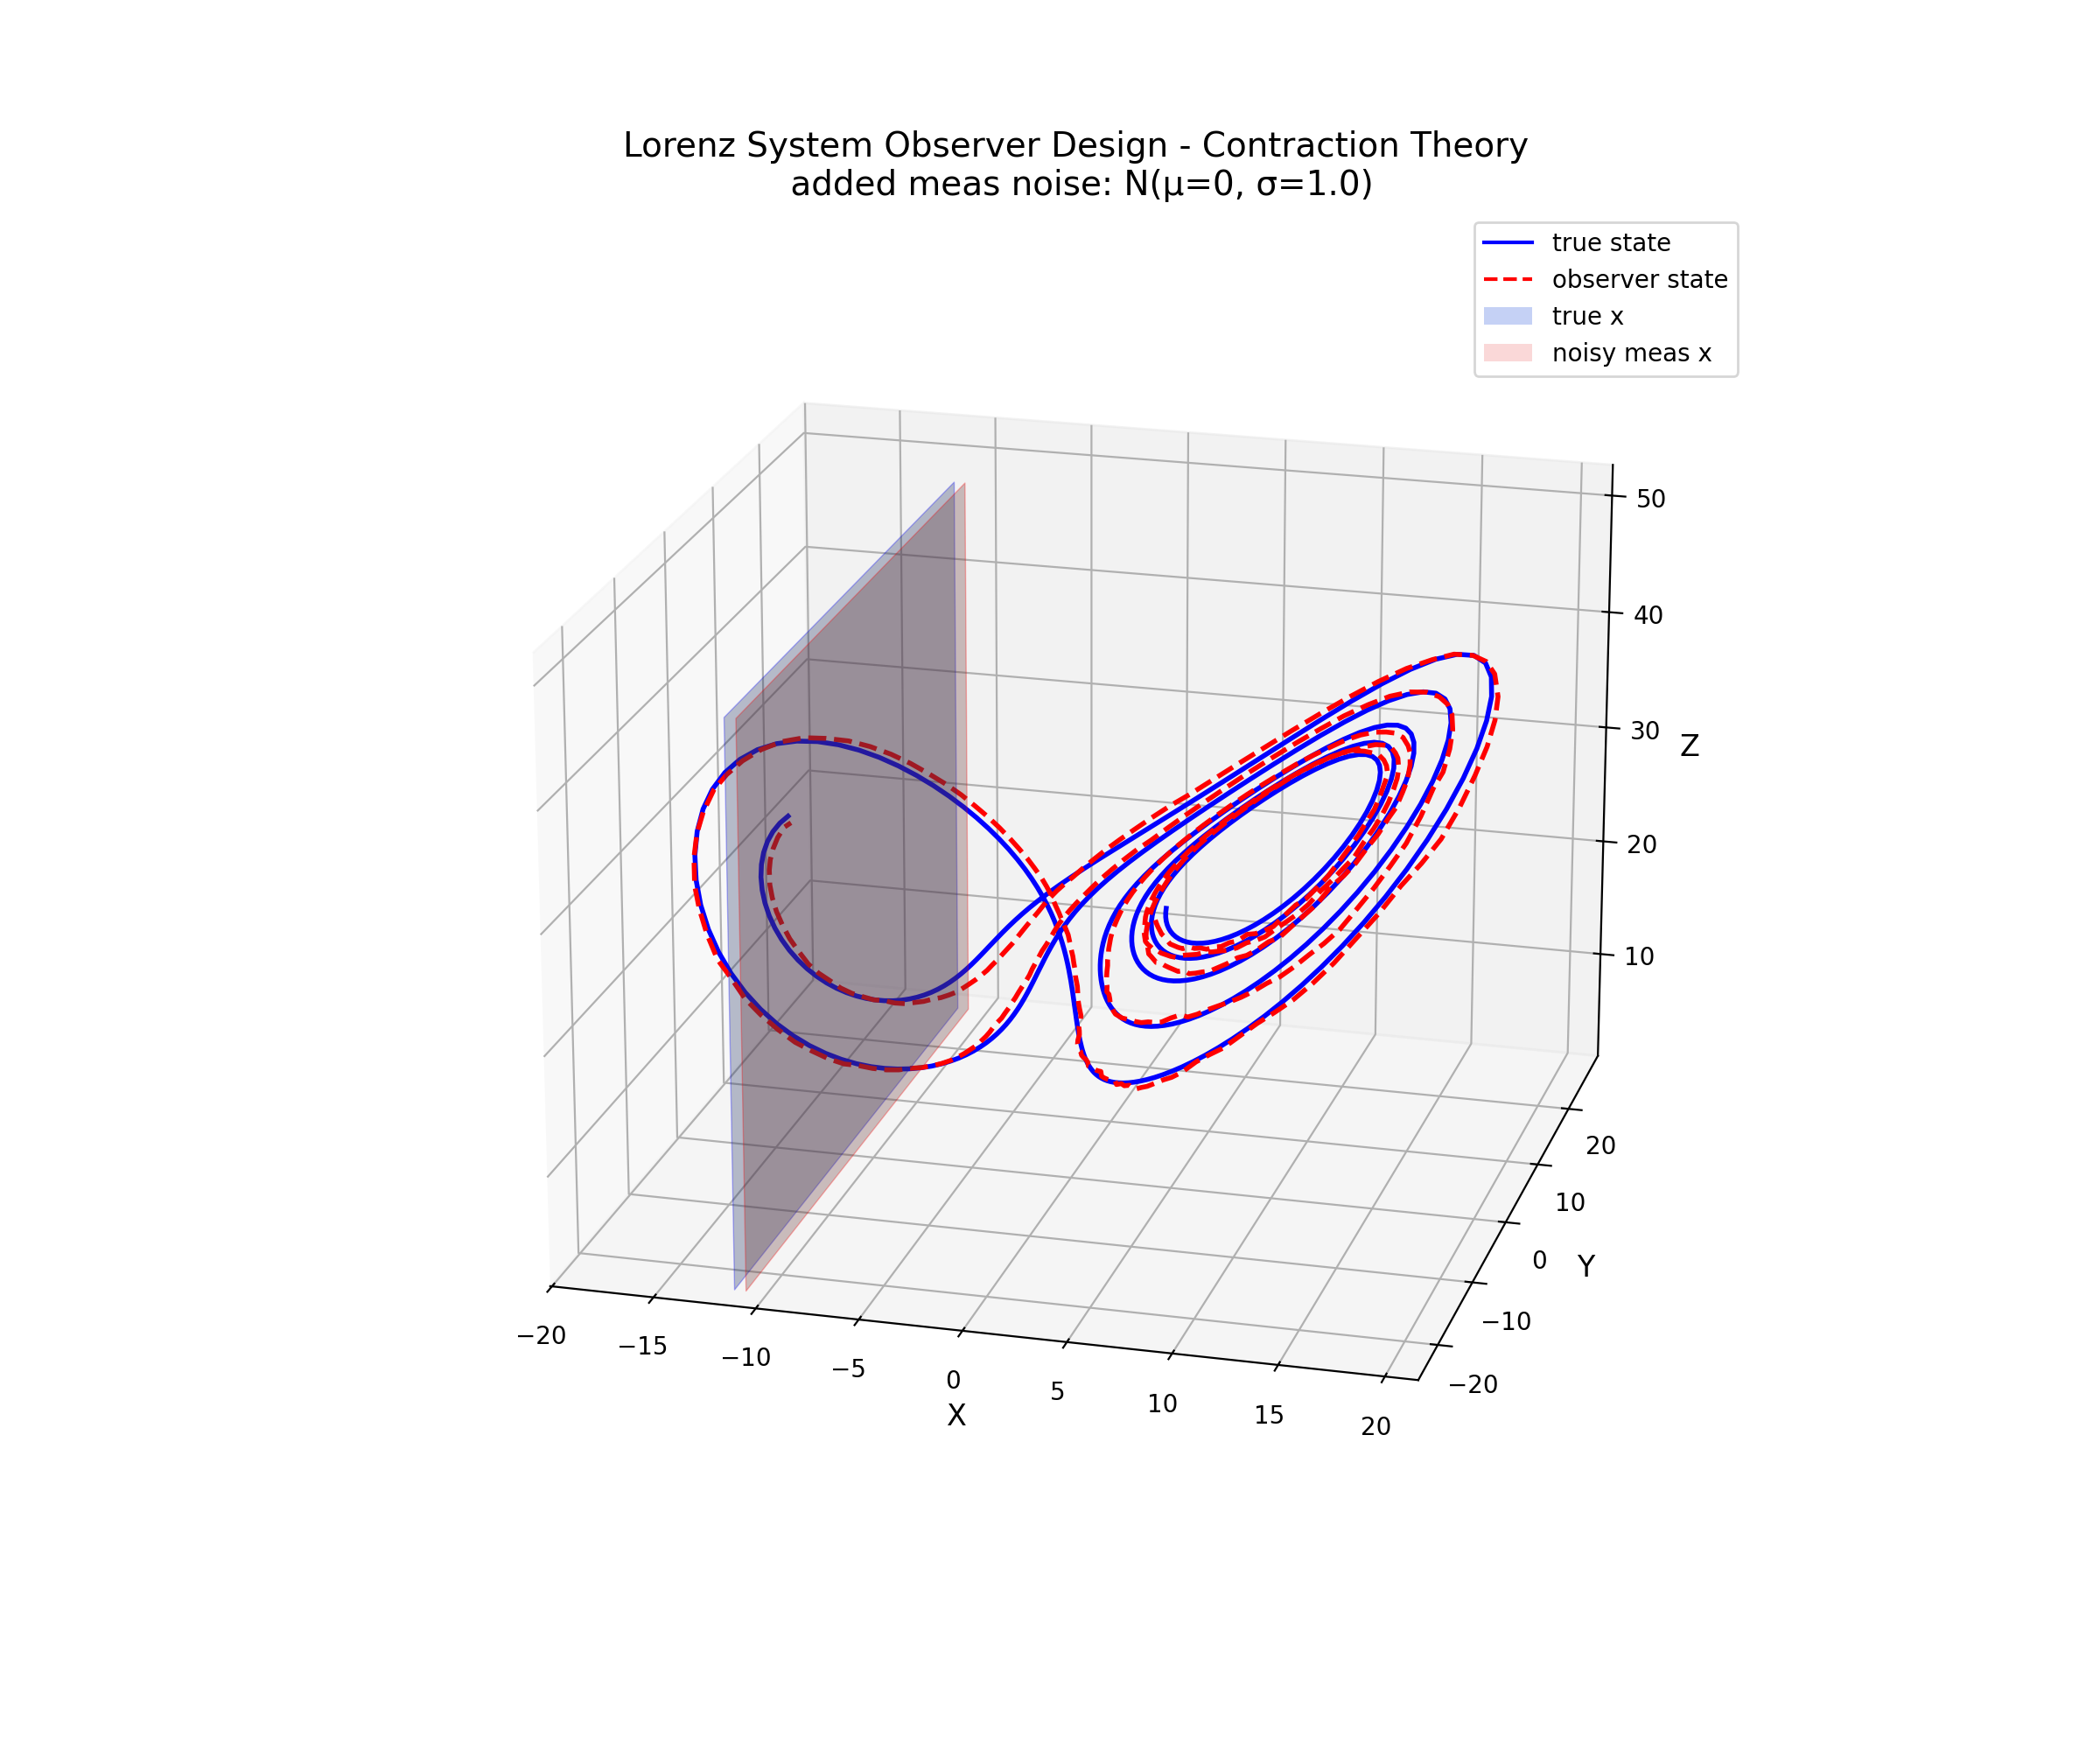 Lorenz System Observer Design - Contraction Theory
added meas noise: N(μ=0, σ=1.0)
true state
observer state
true x
noisy meas x
50
40
30
Z
20
10
20
10
0
Y
−10
−20
−20
−15
−10
−5
0
5
10
15
20
X